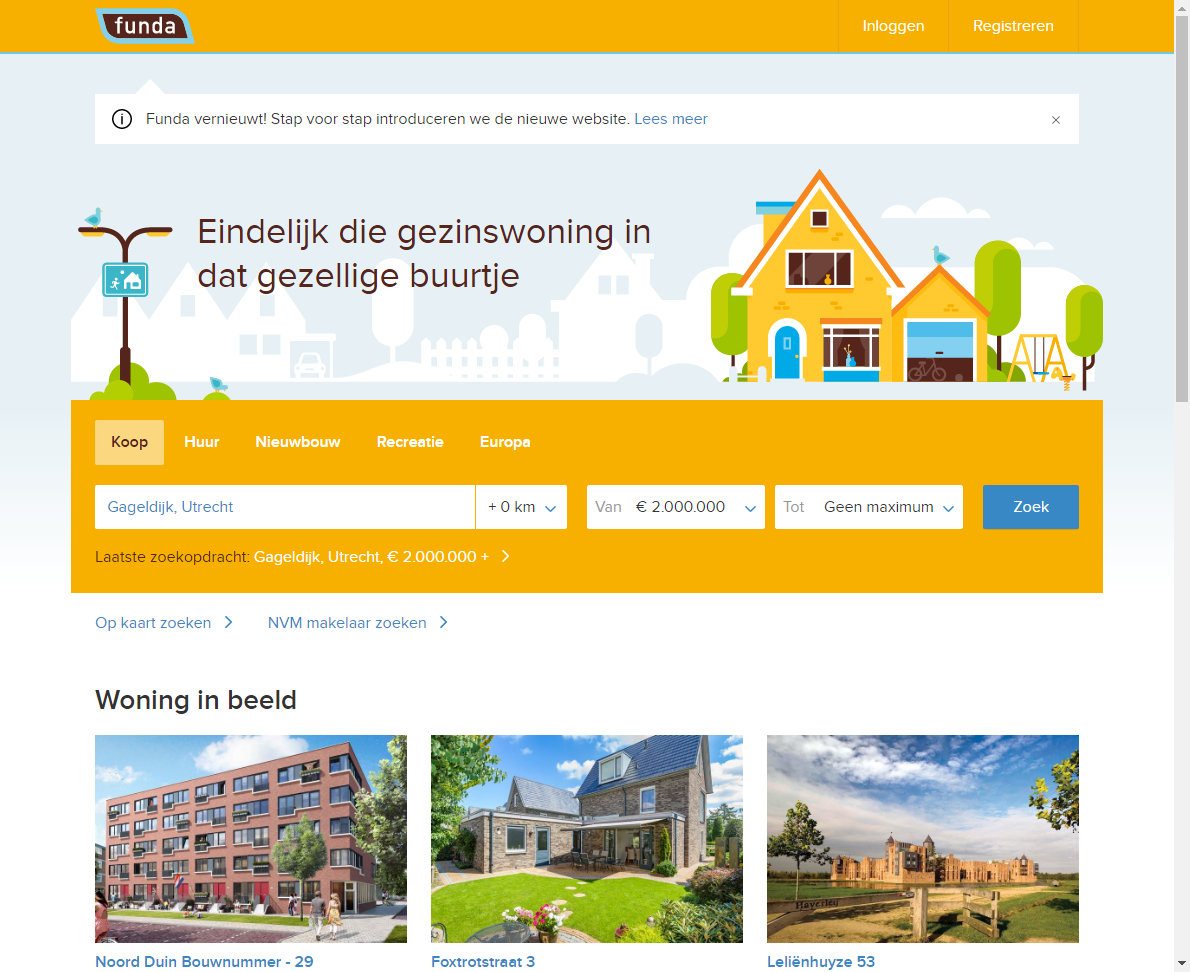 funda
Inloggen
Registreren
Funda vernieuwt! Stap voor stap introduceren we de nieuwe website. Lees meer
Eindelijk die gezinswoning in
dat gezellige buurtje
Koop Huur Nieuwbouw Recreatie Europa
Gageldijk, Utrecht + 0 km Van € 2.000.000 Tot Geen maximum Zoek
Laatste zoekopdracht: Gageldijk, Utrecht, € 2.000.000 +
Op kaart zoeken NVM makelaar zoeken
Woning in beeld
Haverley
Noord Duin Bouwnummer - 29 Foxtrotstraat 3 Leliënhuyze 53